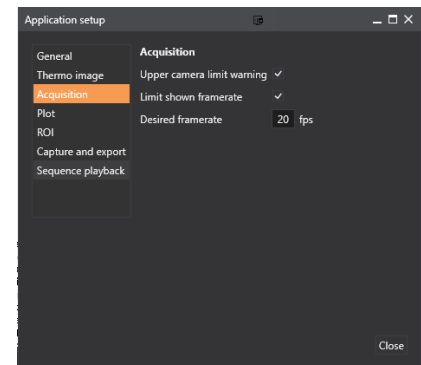 Application setup
General
Thermo image
Acquisition
Plot
ROI
Capture and export
Sequence playback
Acquisition
Upper camera limit warning
Limit shown framerate
Desired framerate 20 fps
Close